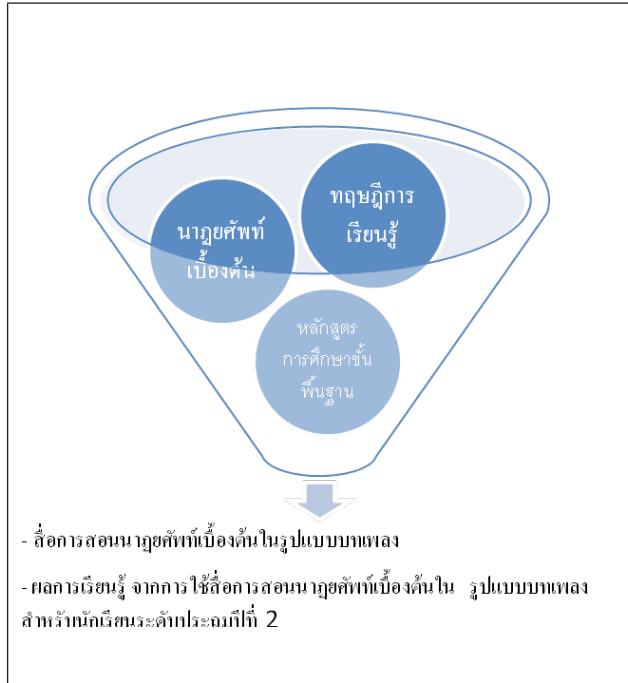 นาฏยศัพท์
เบื้องต้น
ทฤษฎีการ
เรียนรู้
หลักสูตร
การศึกษาขั้น
พื้นฐาน
- สื่อการสอนนาฏยศัพท์เบื้องต้นในรูปแบบบทเพลง
- ผลการเรียนรู้ จากการใช้สื่อการสอนนาฏยศัพท์เบื้องต้นใน รูปแบบบทเพลง
สำหรับนักเรียนระดับประถมปีที่ 2